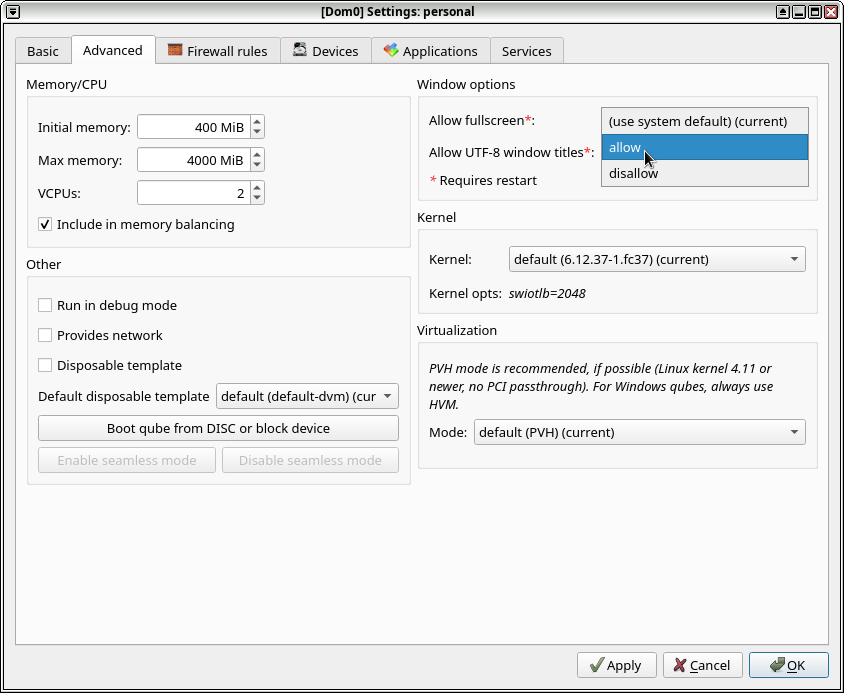 [Dom0] Settings: personal
Basic
Advanced
Firewall rules
Devices
Applications
Services
Memory/CPU
Initial memory:
400 MiB
Max memory:
4000 MiB
VCPUs:
2
Include in memory balancing
Other
Run in debug mode
Provides network
Disposable template
Default disposable template
default (default-dvm) (cur
Boot qube from DISC or block device
Enable seamless mode
Disable seamless mode
Window options
Allow fullscreen*:
(use system default) (current)
allow
disallow
Allow UTF-8 window titles*:
* Requires restart
Kernel
Kernel:
default (6.12.37-1.fc37) (current)
Kernel opts:
swiotlb=2048
Virtualization
PVH mode is recommended, if possible (Linux kernel 4.11 or
newer, no PCI passthrough). For Windows qubes, always use
HVM.
Mode:
default (PVH) (current)
Apply
Cancel
OK